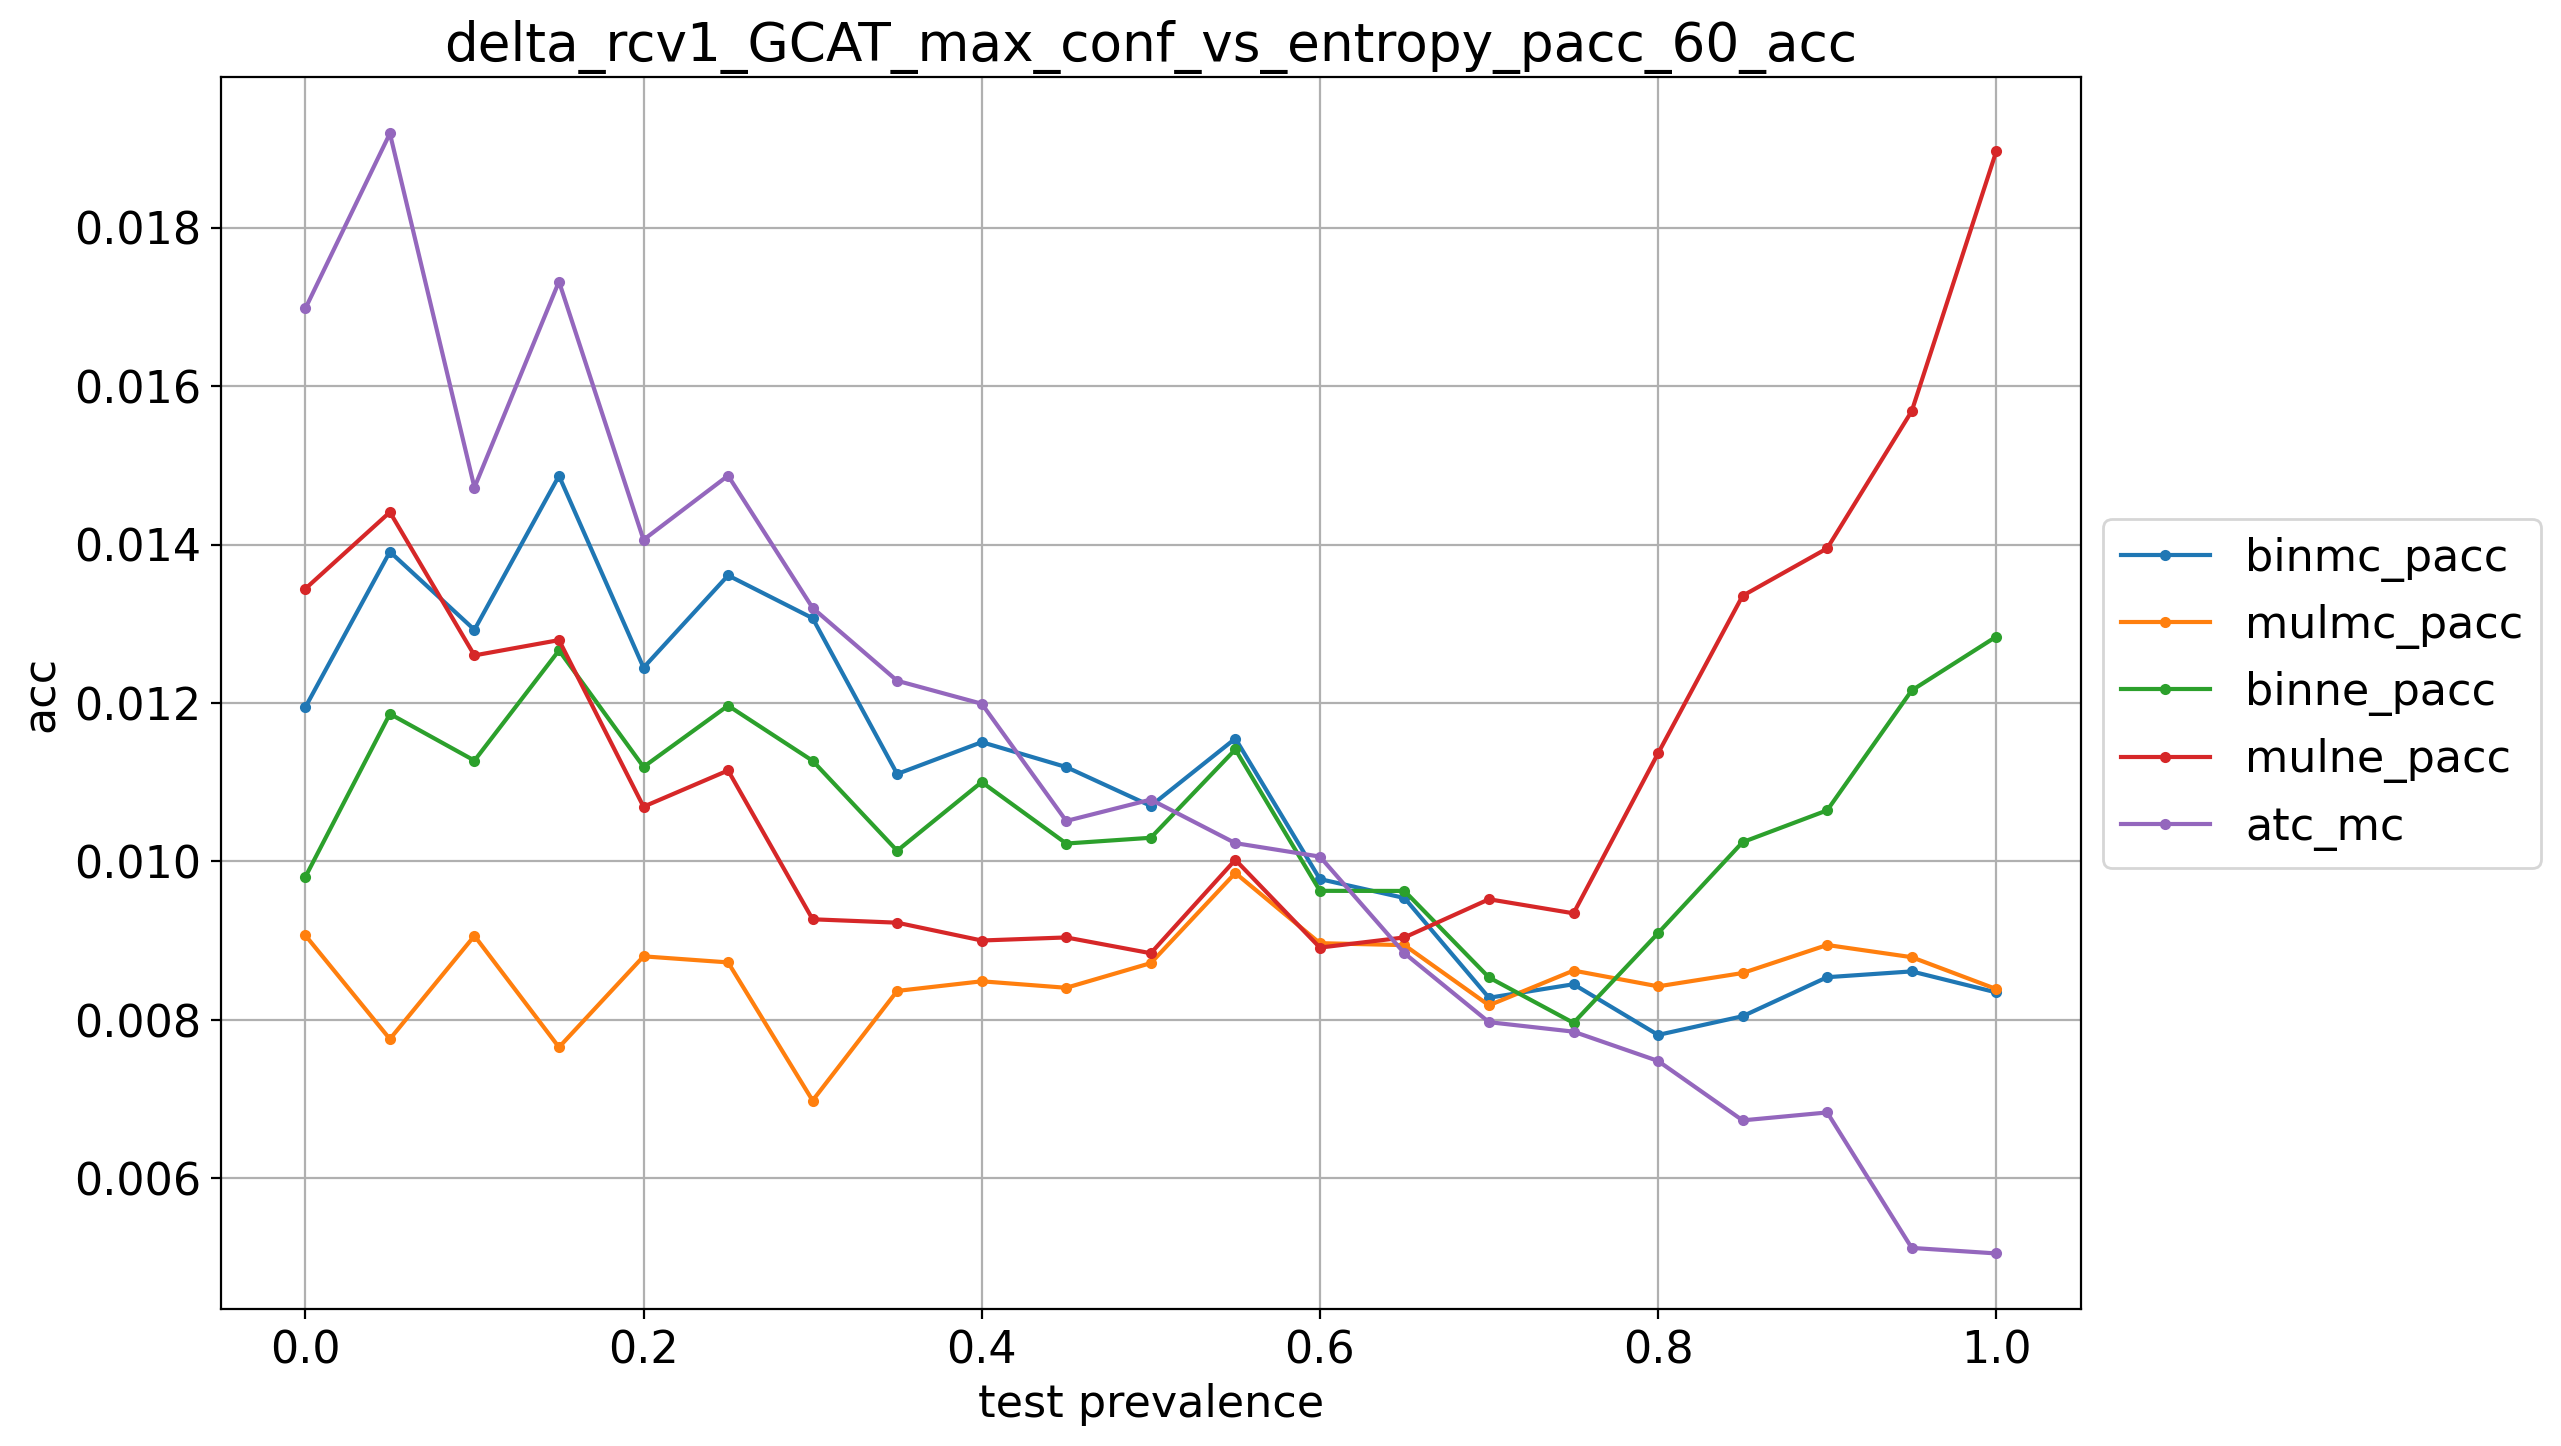 delta_rcv1_GCAT_max_conf_vs_entropy_pacc_60_acc
acc
0.018
0.016
0.014
0.012
0.010
0.008
0.006
0.0 0.2 0.4 0.6 0.8 1.0
test prevalence
binmc_pacc
mulmc_pacc
binne_pacc
mulne_pacc
atc_mc